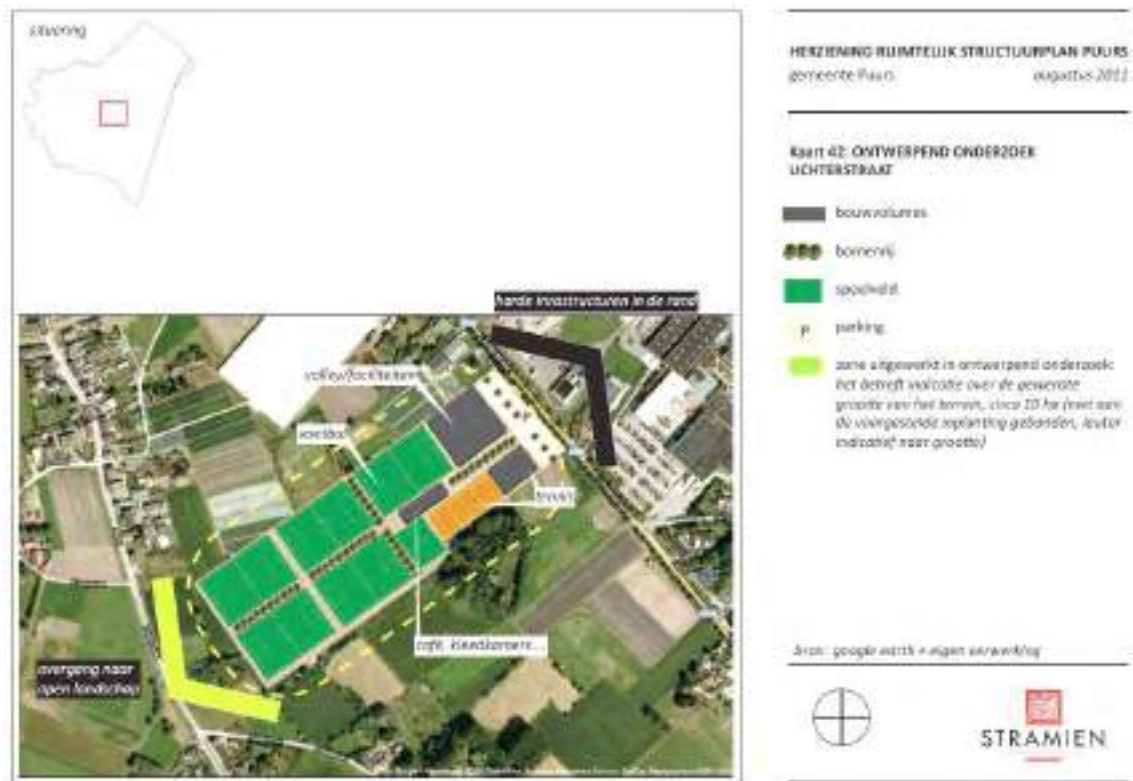 situering
HERZIENING RUIMTELIJK STRUCTUURPLAN PUURS
gemeente Puurs augustus 2011
Kaart 42: ONTWERPEND ONDERZOEK
LICHTERSTRAAT
bouwvolumes
bomenrij
speelveld
P parking
zone uitgewerkt in ontwerpend onderzoek:
het betreft indicatie over de gewenste
grootte van het terrein, circa 10 ha (niet aan
de voorgestelde inplanting gebonden, louter
indicatief naar grootte)
harde infrastructuren in de rand
volley/faciliteiten
voetbal
tennis
café, kleedkamers...
overgang naar
open landschap
bron: google earth + eigen verwerking
STRAMIEN